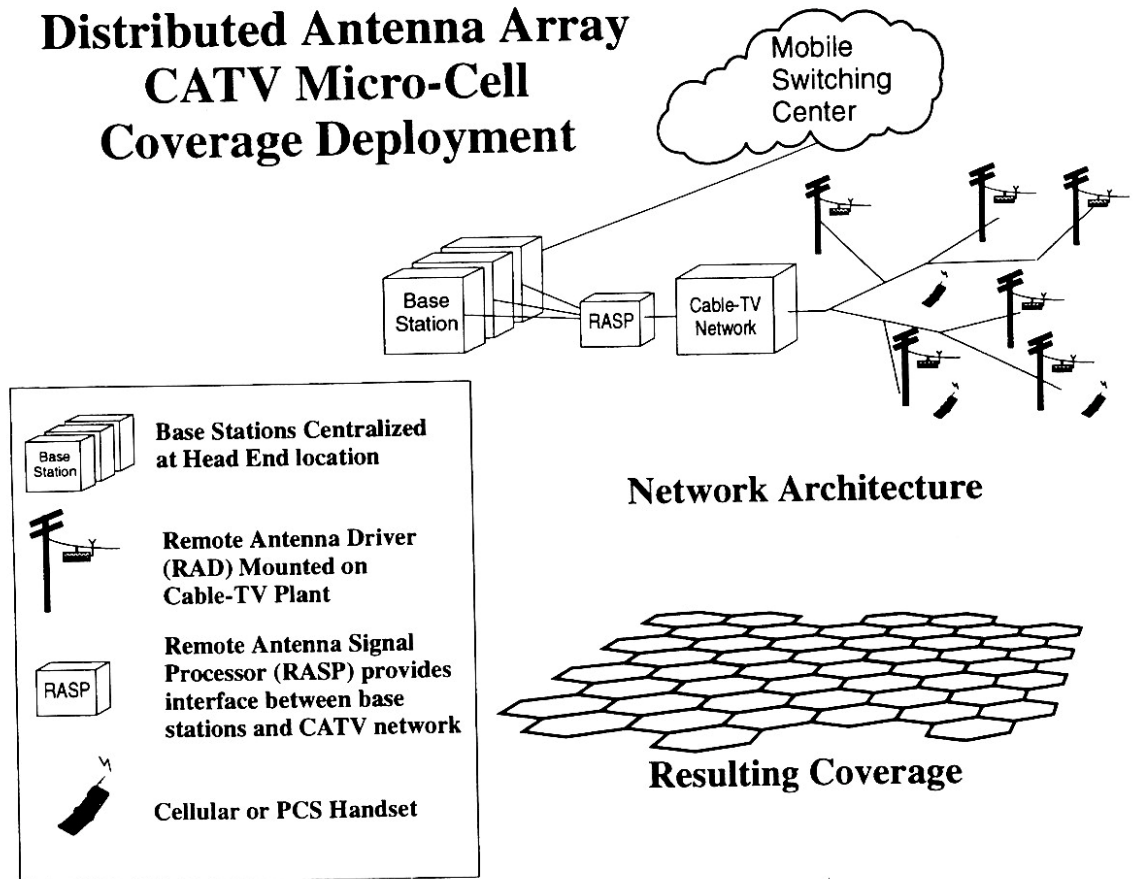 Distributed Antenna Array
CATV Micro-Cell
Coverage Deployment
Mobile
Switching
Center
Base
Station
RASP
Cable-TV
Network
Base
Station
Base Stations Centralized
at Head End location
Remote Antenna Driver
(RAD) Mounted on
Cable-TV Plant
RASP
Remote Antenna Signal
Processor (RASP) provides
interface between base
stations and CATV network
Cellular or PCS Handset
Network Architecture
Resulting Coverage